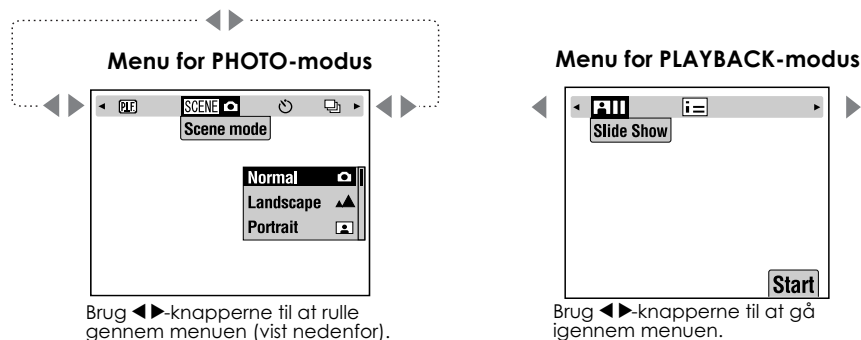 Menu for PHOTO-modus
P.I.F. SCENE
Scene mode
Normal
Landscape
Portrait
Brug ◀▶-knapperne til at rulle
gennem menuen (vist nedenfor).
Menu for PLAYBACK-modus
Slide Show
Start
Brug ◀▶-knapperne til at gå
igennem menuen.